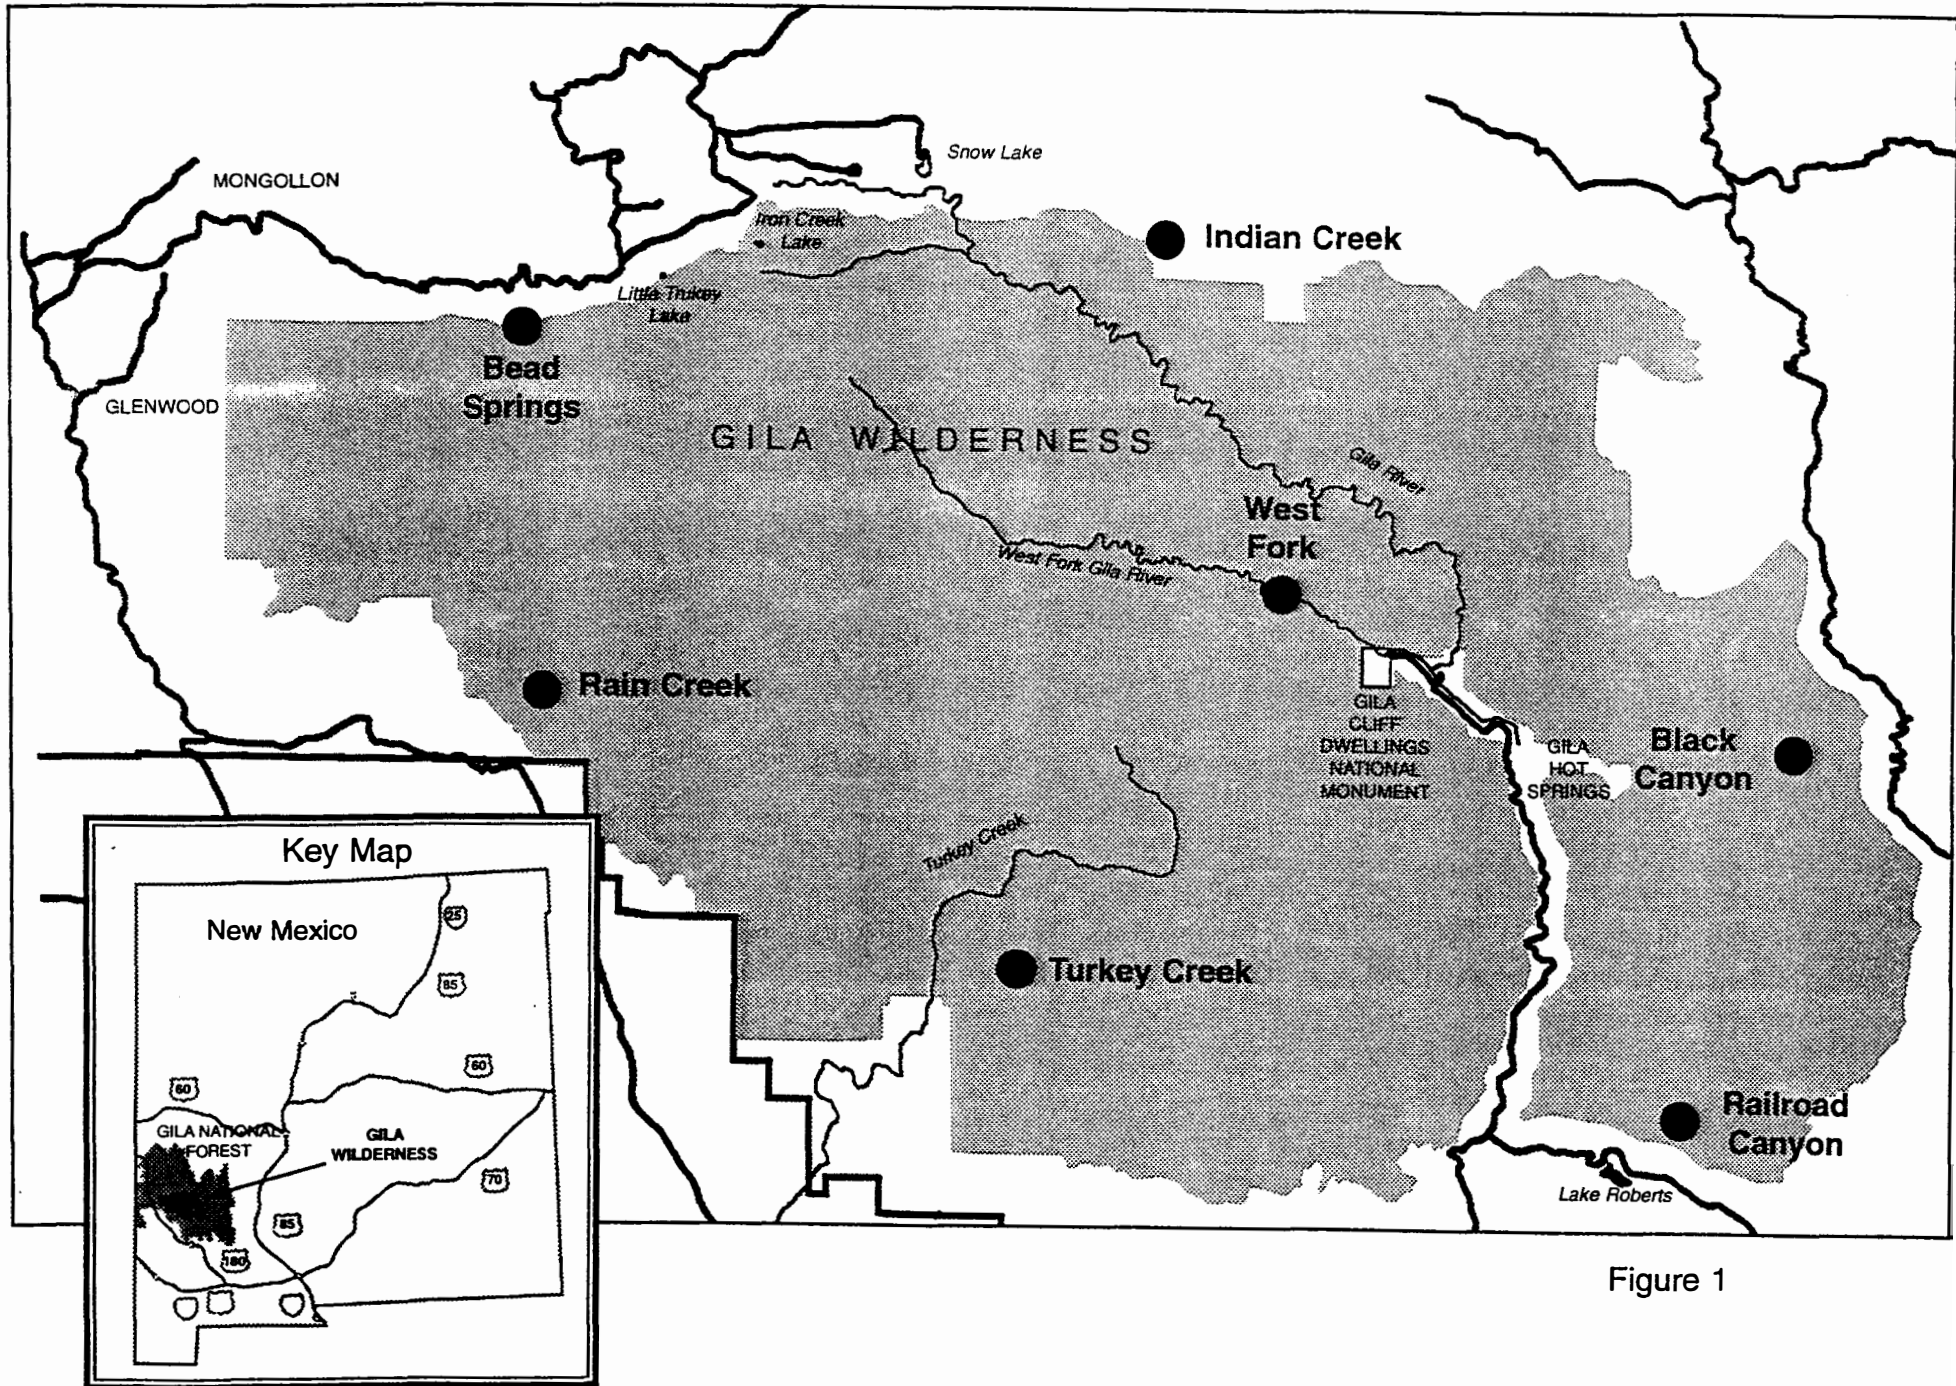 Snow Lake
MONGOLLON
Iron Creek
Lake
Indian Creek
Little Trukey
Lake
Bead
Springs
GLENWOOD
GILA WILDERNESS
Gila River
West
Fork
West Fork Gila River
Rain Creek
GILA
CLIFF
DWELLINGS
NATIONAL
MONUMENT
GILA
HOT
SPRINGS
Black
Canyon
Turkey Creek
Turkey Creek
Railroad
Canyon
Lake Roberts
Key Map
New Mexico
25
85
60
60
GILA NATIONAL
FOREST
GILA
WILDERNESS
70
85
180
Figure 1